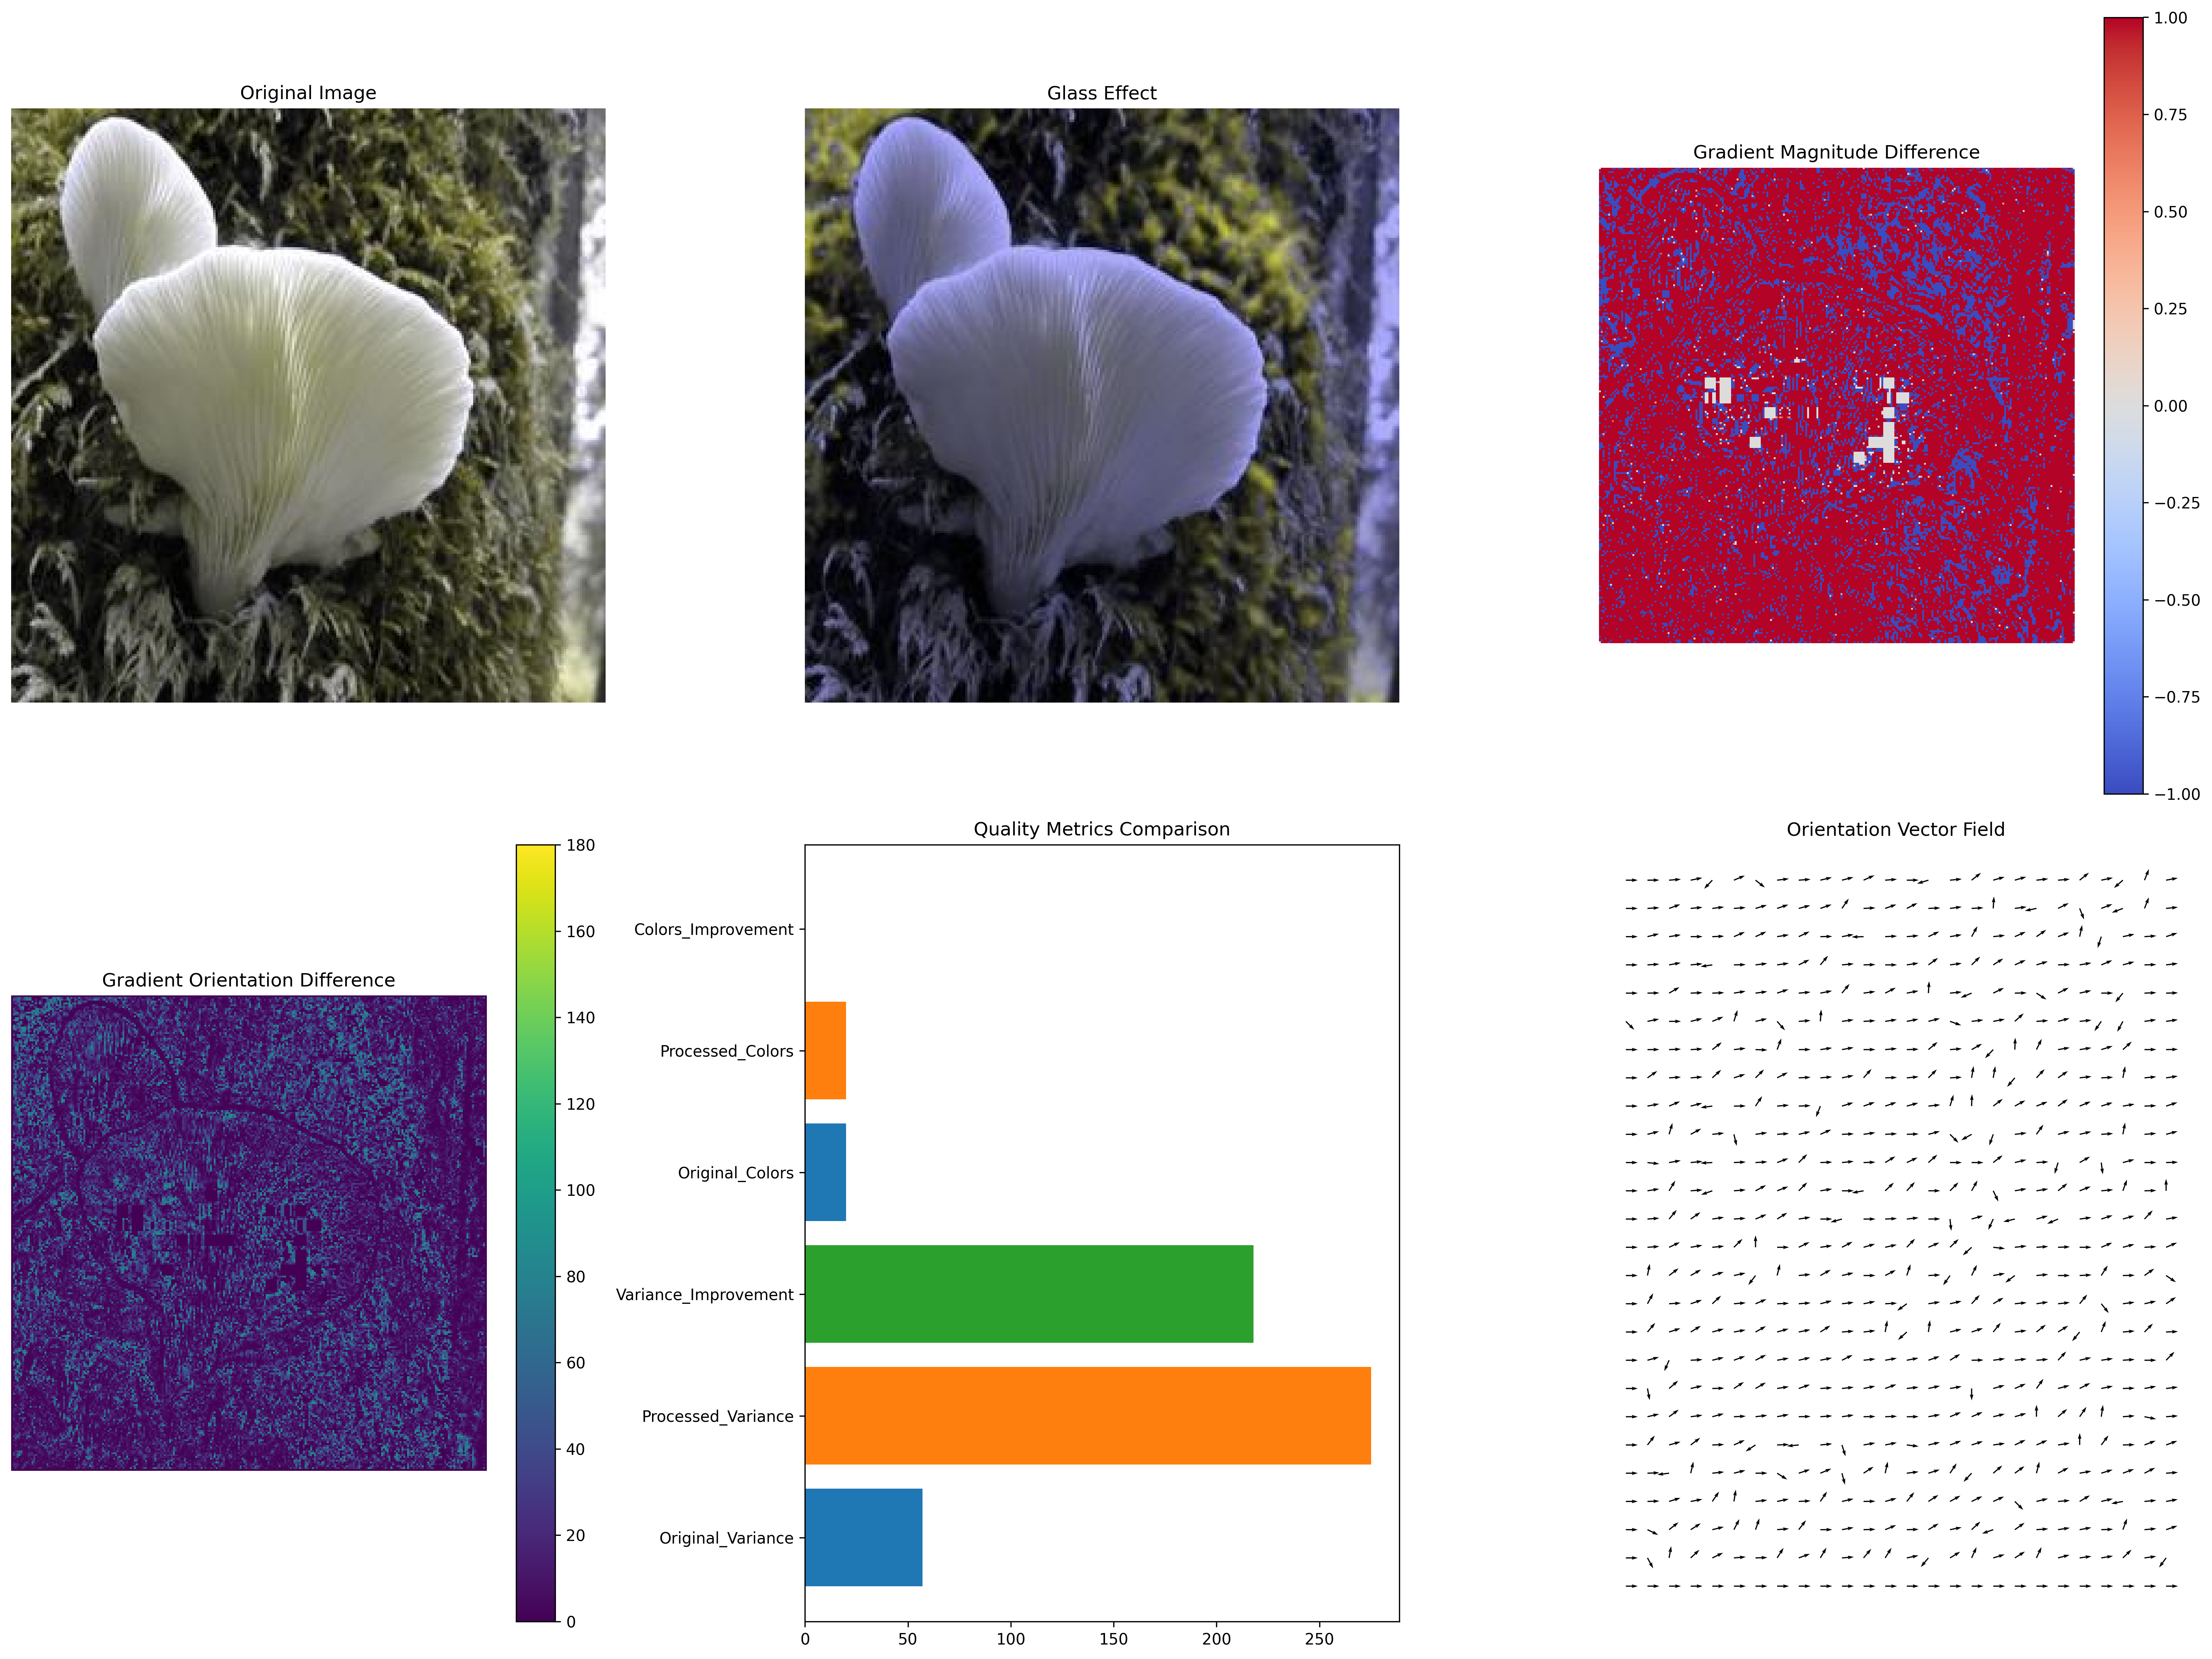 Original Image
Glass Effect
Gradient Magnitude Difference
1.00
0.75
0.50
0.25
0.00
−0.25
−0.50
−0.75
−1.00
Gradient Orientation Difference
180
160
140
120
100
80
60
40
20
0
Quality Metrics Comparison
Colors_Improvement
Processed_Colors
Original_Colors
Variance_Improvement
Processed_Variance
Original_Variance
0 50 100 150 200 250
Orientation Vector Field